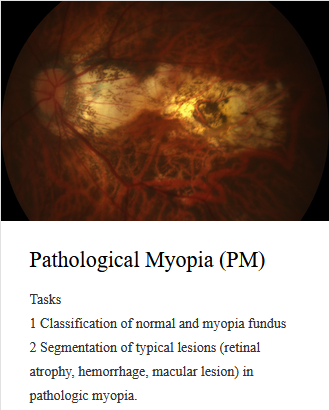 Pathological Myopia (PM)
Tasks
1 Classification of normal and myopia fundus
2 Segmentation of typical lesions (retinal
atrophy, hemorrhage, macular lesion) in
pathologic myopia.